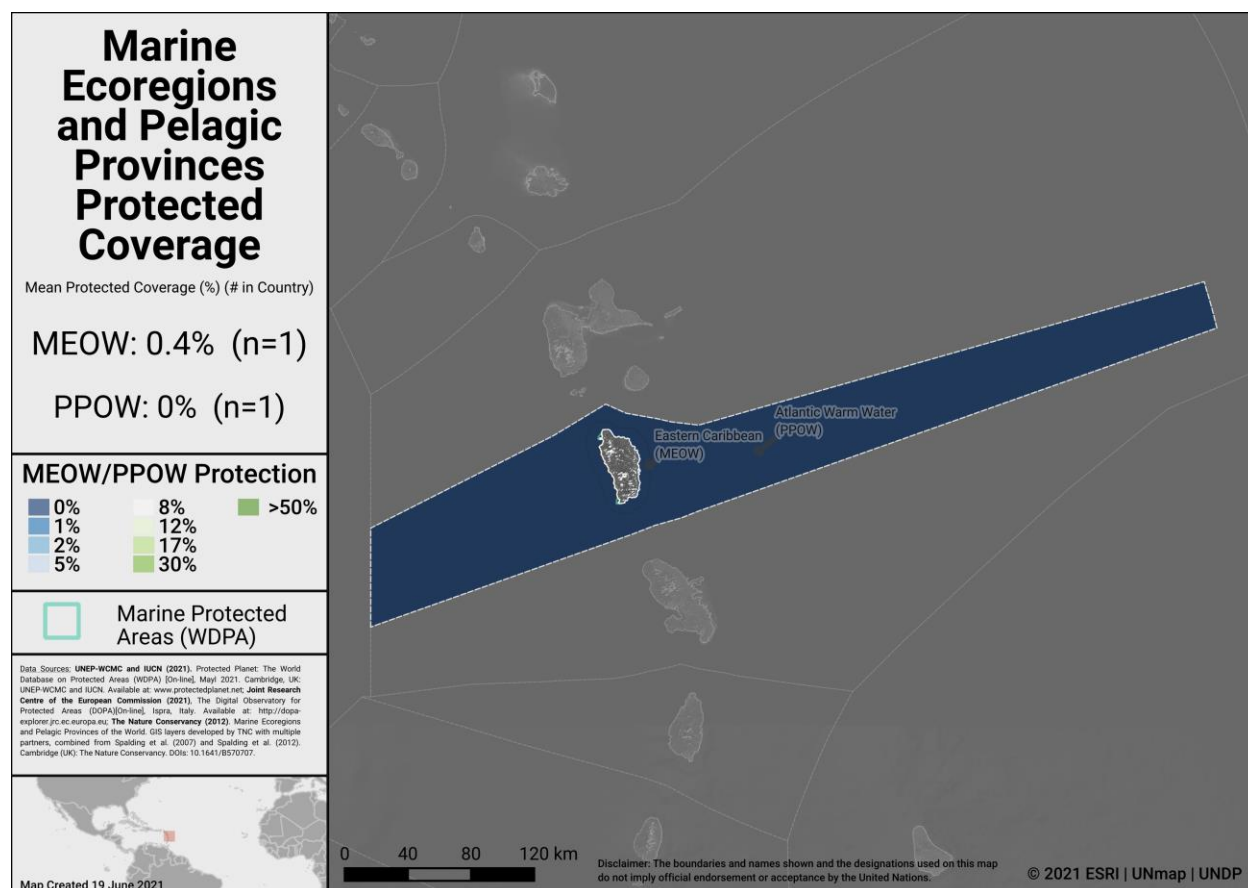 Marine
Ecoregions
and Pelagic
Provinces
Protected
Coverage
Mean Protected Coverage (%) (# in Country)
MEOW: 0.4% (n=1)
PPOW: 0% (n=1)
MEOW/PPOW Protection
0%
1%
2%
5%
8%
12%
17%
30%
>50%
Marine Protected
Areas (WDPA)
Data Sources: UNEP-WCMC and IUCN (2021). Protected Planet: The World
Database on Protected Areas (WDPA) [On-line], Mayl 2021. Cambridge, UK:
UNEP-WCMC and IUCN. Available at: www.protectedplanet.net; Joint Research
Centre of the European Commission (2021), The Digital Observatory for
Protected Areas (DOPA)[On-line], Ispra, Italy. Available at: http://dopa-
explorer.jrc.ec.europa.eu; The Nature Conservancy (2012). Marine Ecoregions
and Pelagic Provinces of the World. GIS layers developed by TNC with multiple
partners, combined from Spalding et al. (2007) and Spalding et al. (2012).
Cambridge (UK): The Nature Conservancy. DOIs: 10.1641/B570707.
Map Created 19 June 2021
Eastern Caribbean
(MEOW)
Atlantic Warm Water
(PPOW)
0 40 80 120 km
Disclaimer: The boundaries and names shown and the designations used on this map
do not imply official endorsement or acceptance by the United Nations.
© 2021 ESRI | UNmap | UNDP